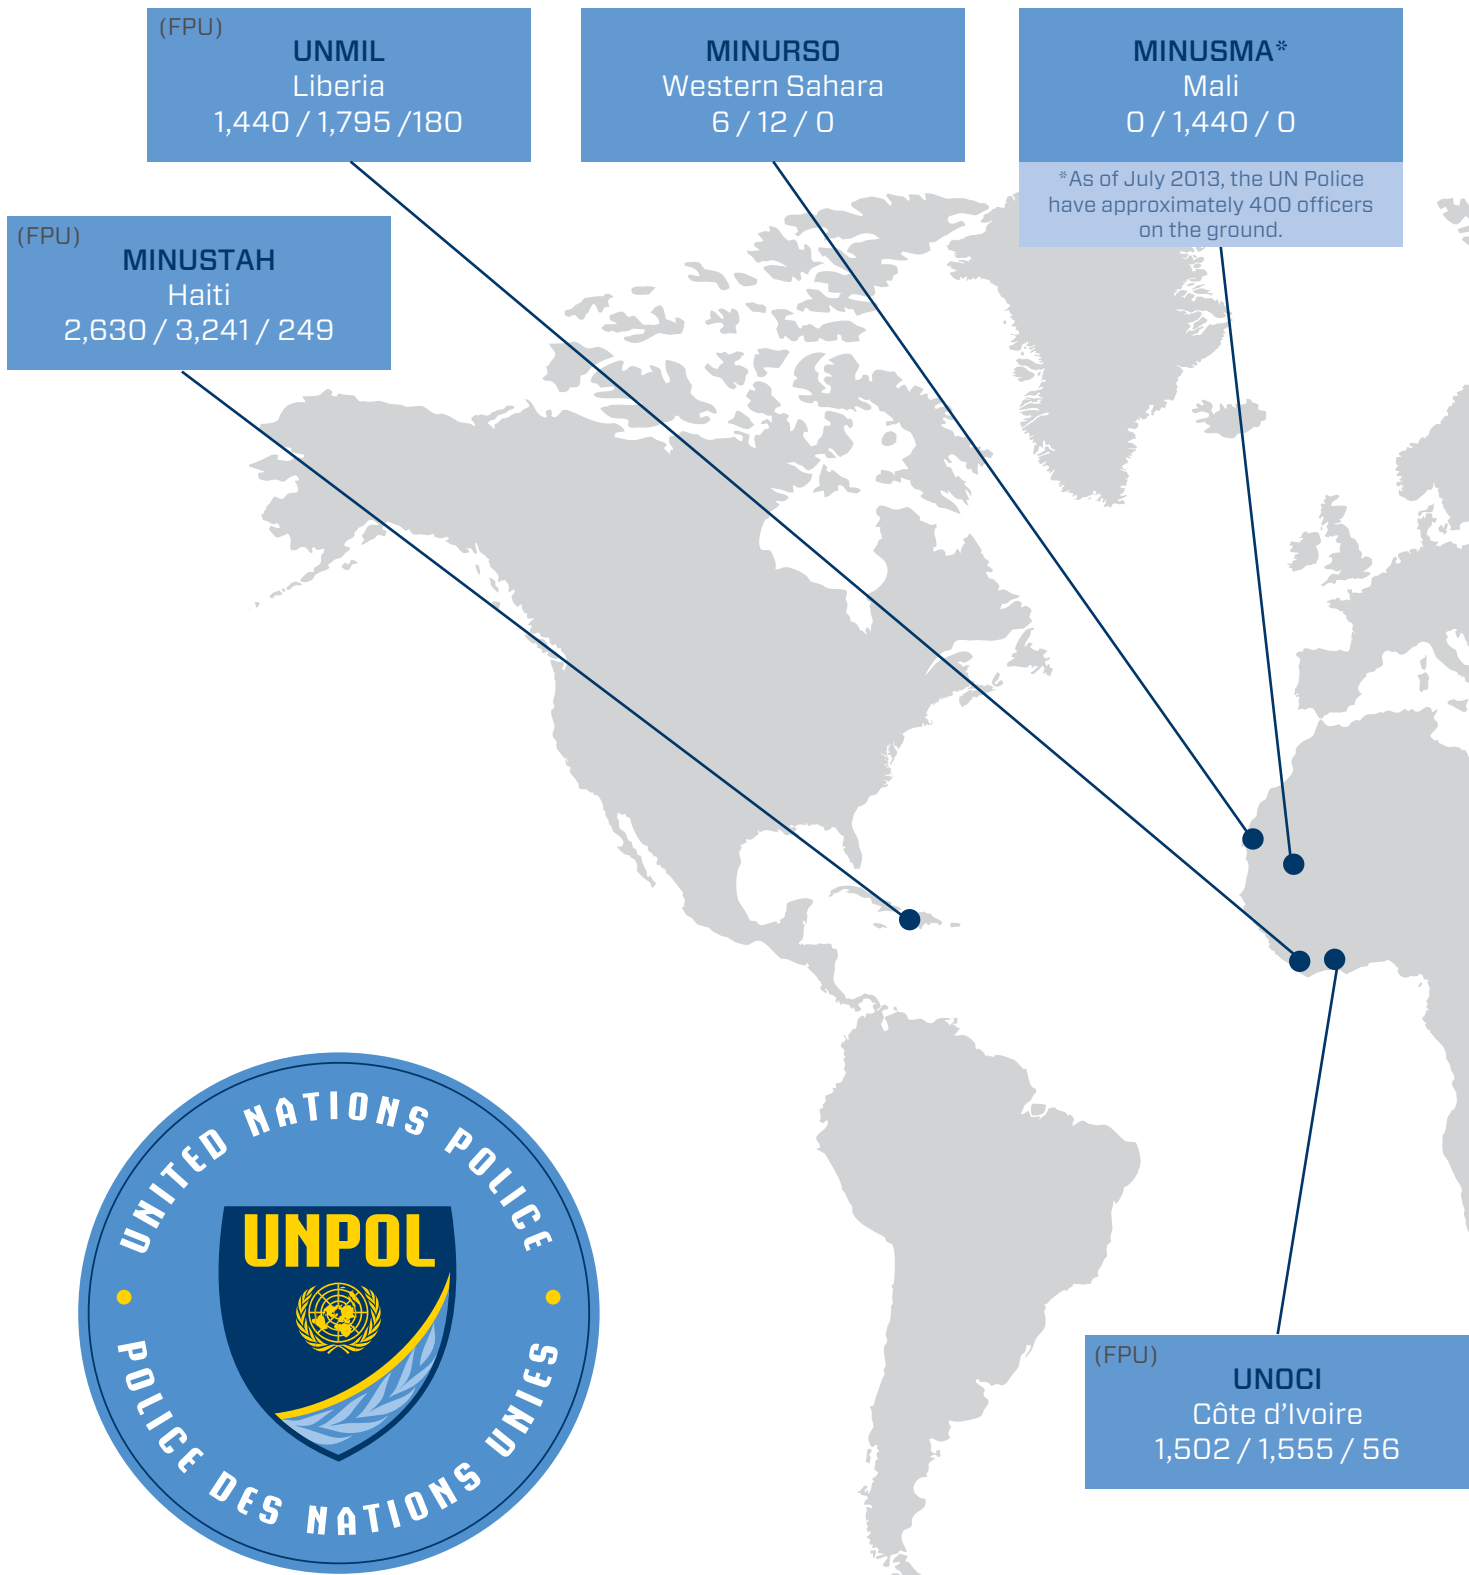 (FPU)
UNMIL
Liberia
1,440 / 1,795 /180
MINURSO
Western Sahara
6 / 12 / 0
MINUSMA*
Mali
0 / 1,440 / 0
*As of July 2013, the UN Police
have approximately 400 officers
on the ground.
(FPU)
MINUSTAH
Haiti
2,630 / 3,241 / 249
UNITED NATIONS POLICE
UNPOL
POLICE DES NATIONS UNIES
(FPU)
UNOCI
Côte d’Ivoire
1,502 / 1,555 / 56